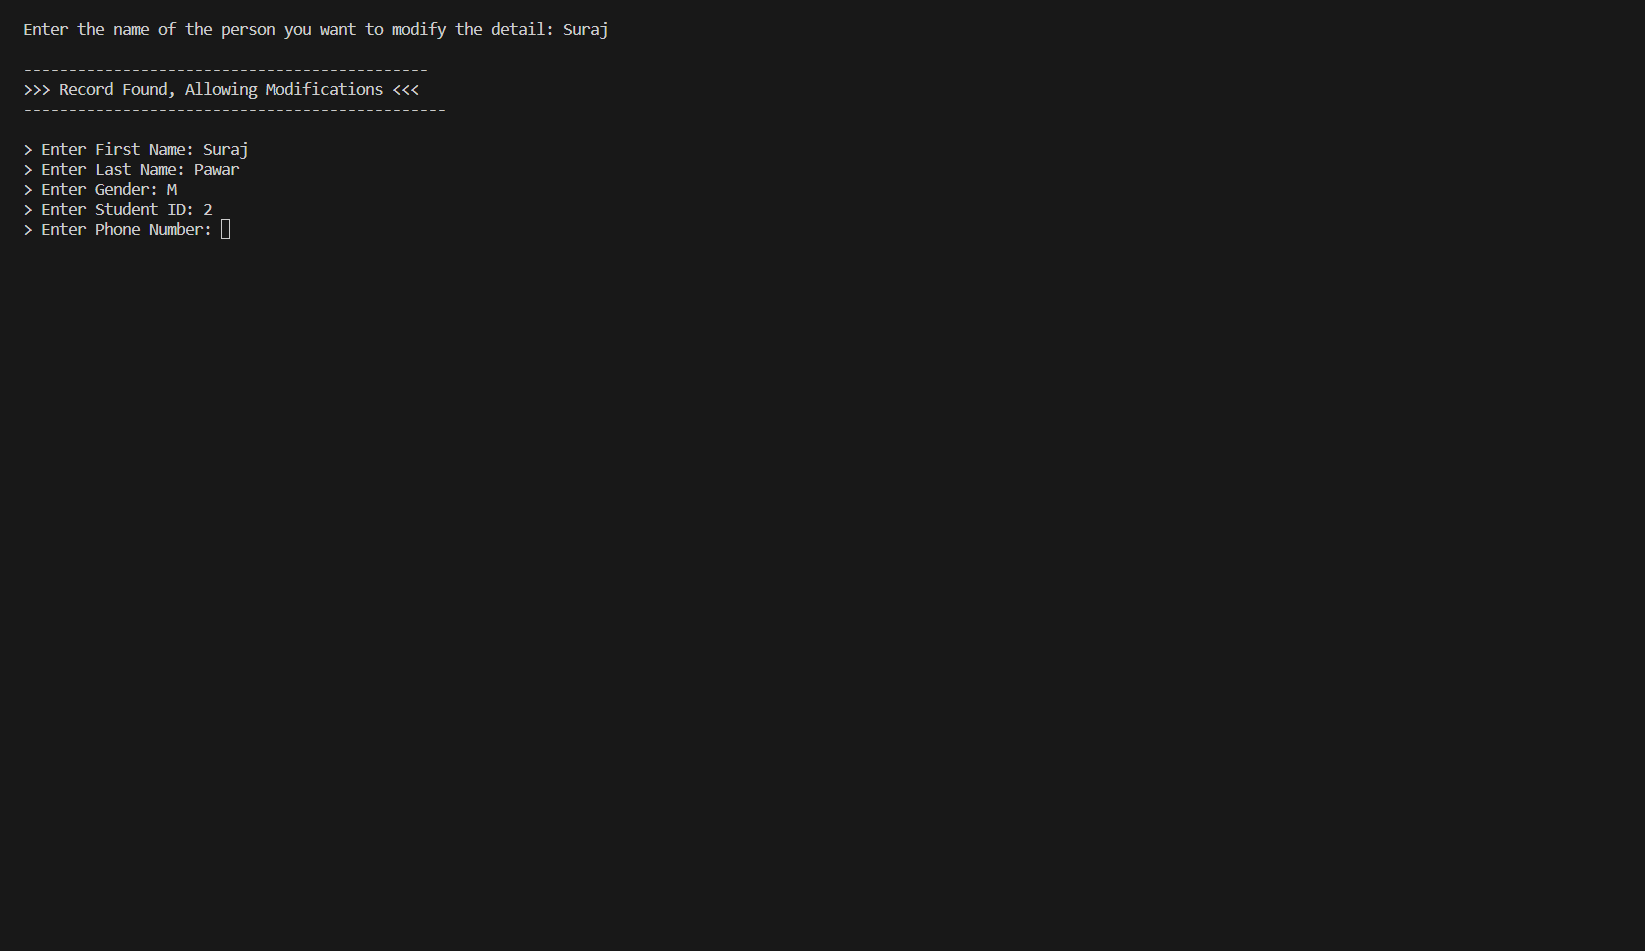 Enter the name of the person you want to modify the detail: Suraj
---------------------------------------------
>>> Record Found, Allowing Modifications <<<
-----------------------------------------------
> Enter First Name: Suraj
> Enter Last Name: Pawar
> Enter Gender: M
> Enter Student ID: 2
> Enter Phone Number: